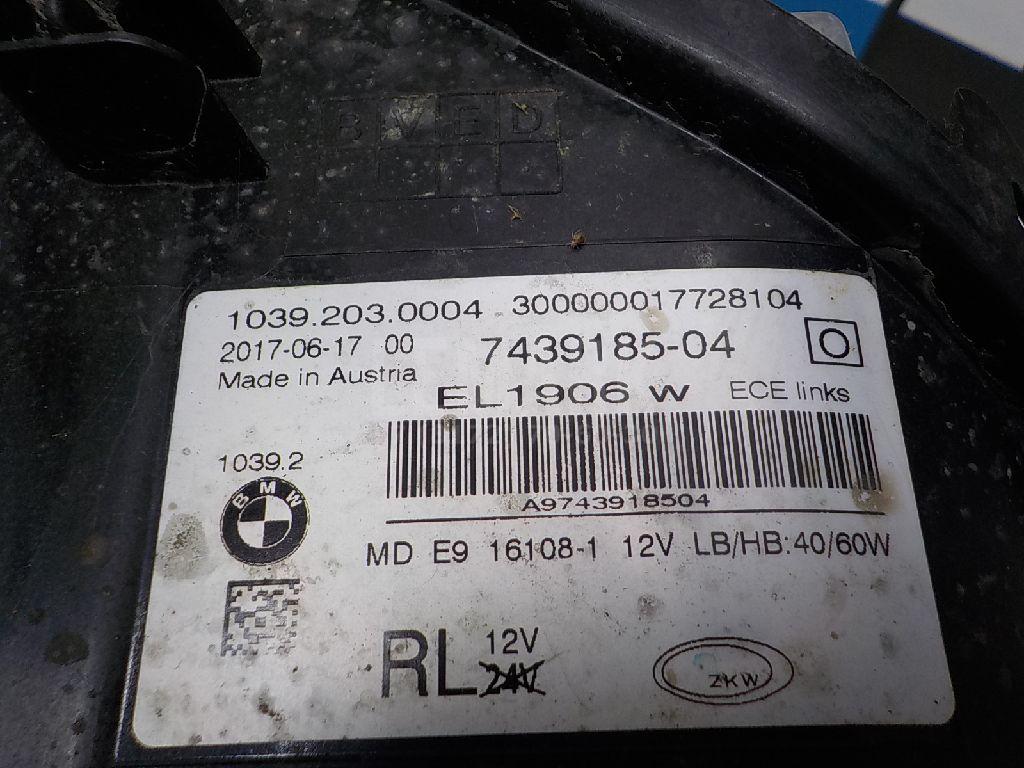 B V E D
1039.203.0004 300000017728104
2017-06-17 00 7439185-04 O
Made in Austria
EL1906 W ECE links
1039.2
BMW
A9743918504
MD E9 16108-1 12V LB/HB:40/60W
12V
RL 24V
ZKW